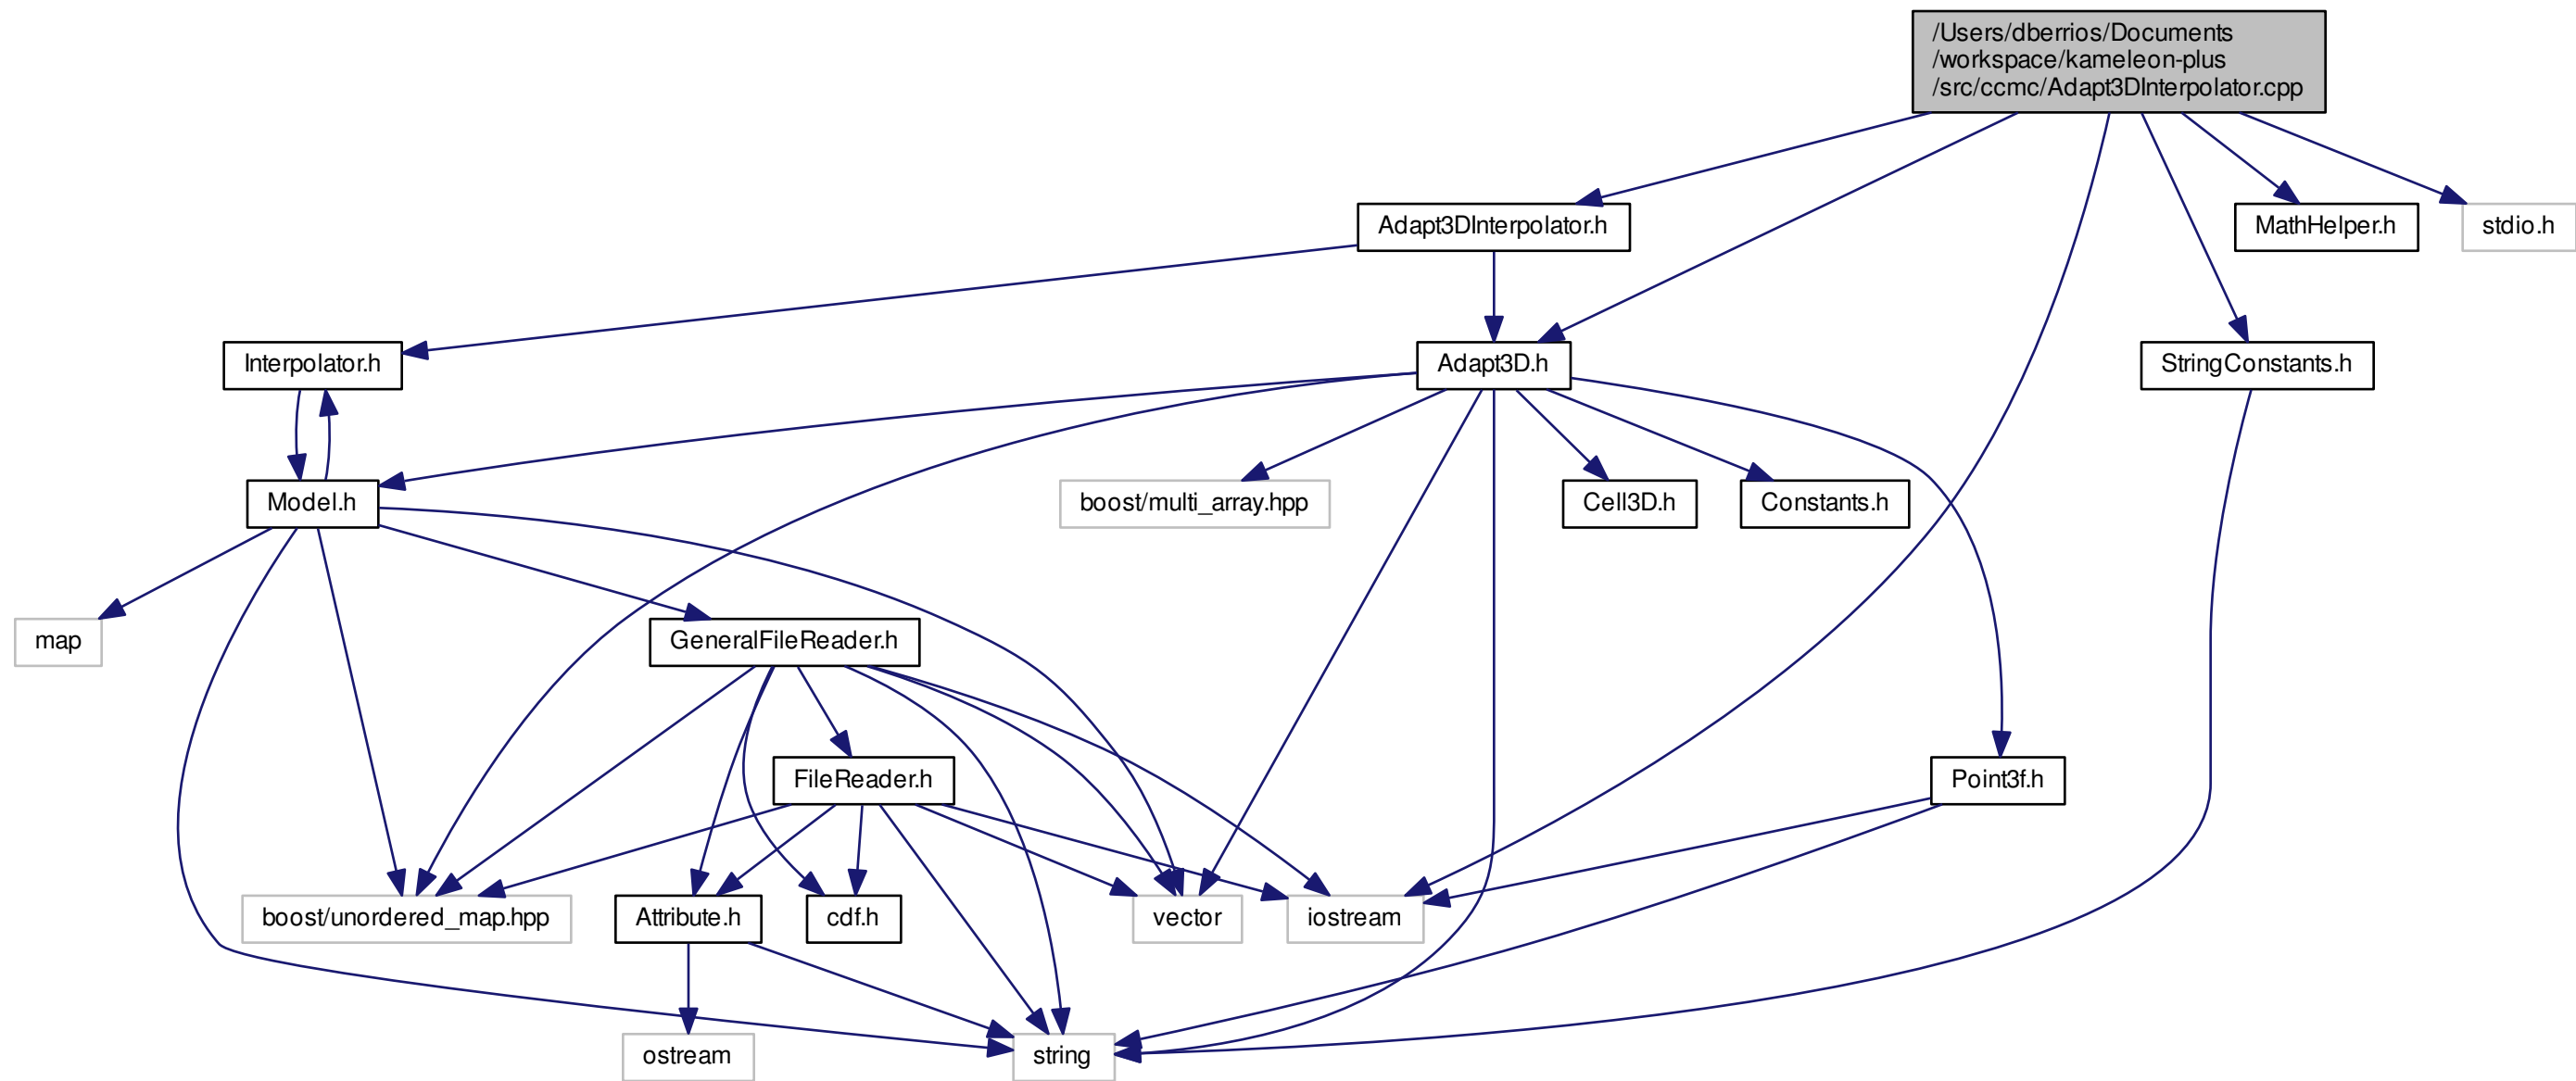 /Users/dberrios/Documents
/workspace/kameleon-plus
/src/ccmc/Adapt3DInterpolator.cpp
Adapt3DInterpolator.h
MathHelper.h
stdio.h
Interpolator.h
Adapt3D.h
StringConstants.h
Model.h
boost/multi_array.hpp
Cell3D.h
Constants.h
map
GeneralFileReader.h
FileReader.h
Point3f.h
boost/unordered_map.hpp
Attribute.h
cdf.h
vector
iostream
ostream
string